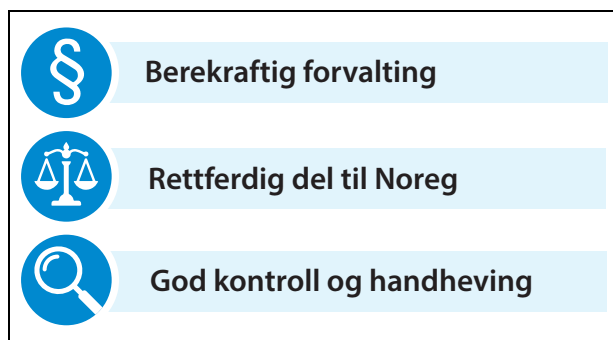 § Berekraftig forvalting
Rettferdig del til Noreg
God kontroll og handheving